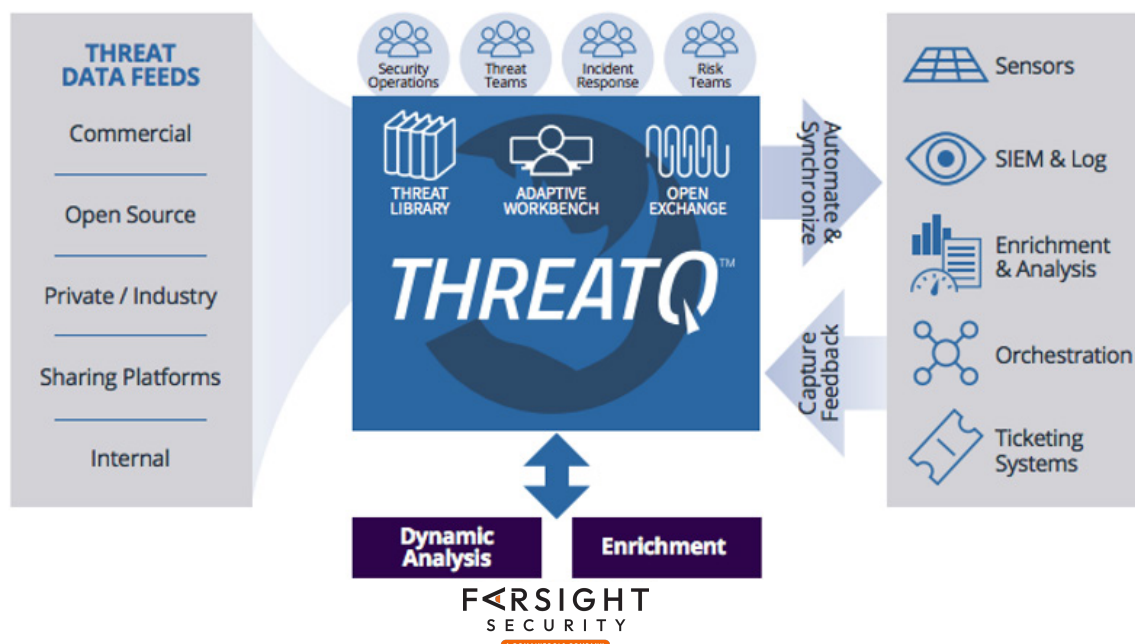 THREAT
DATA FEEDS
Commercial
Open Source
Private / Industry
Sharing Platforms
Internal
Security
Operations
Threat
Teams
Incident
Response
Risk
Teams
THREAT
LIBRARY
ADAPTIVE
WORKBENCH
OPEN
EXCHANGE
THREATQ™
Automate &
Synchronize
Capture
Feedback
Sensors
SIEM & Log
Enrichment
& Analysis
Orchestration
Ticketing
Systems
Dynamic
Analysis
Enrichment
FARSIGHT
SECURITY